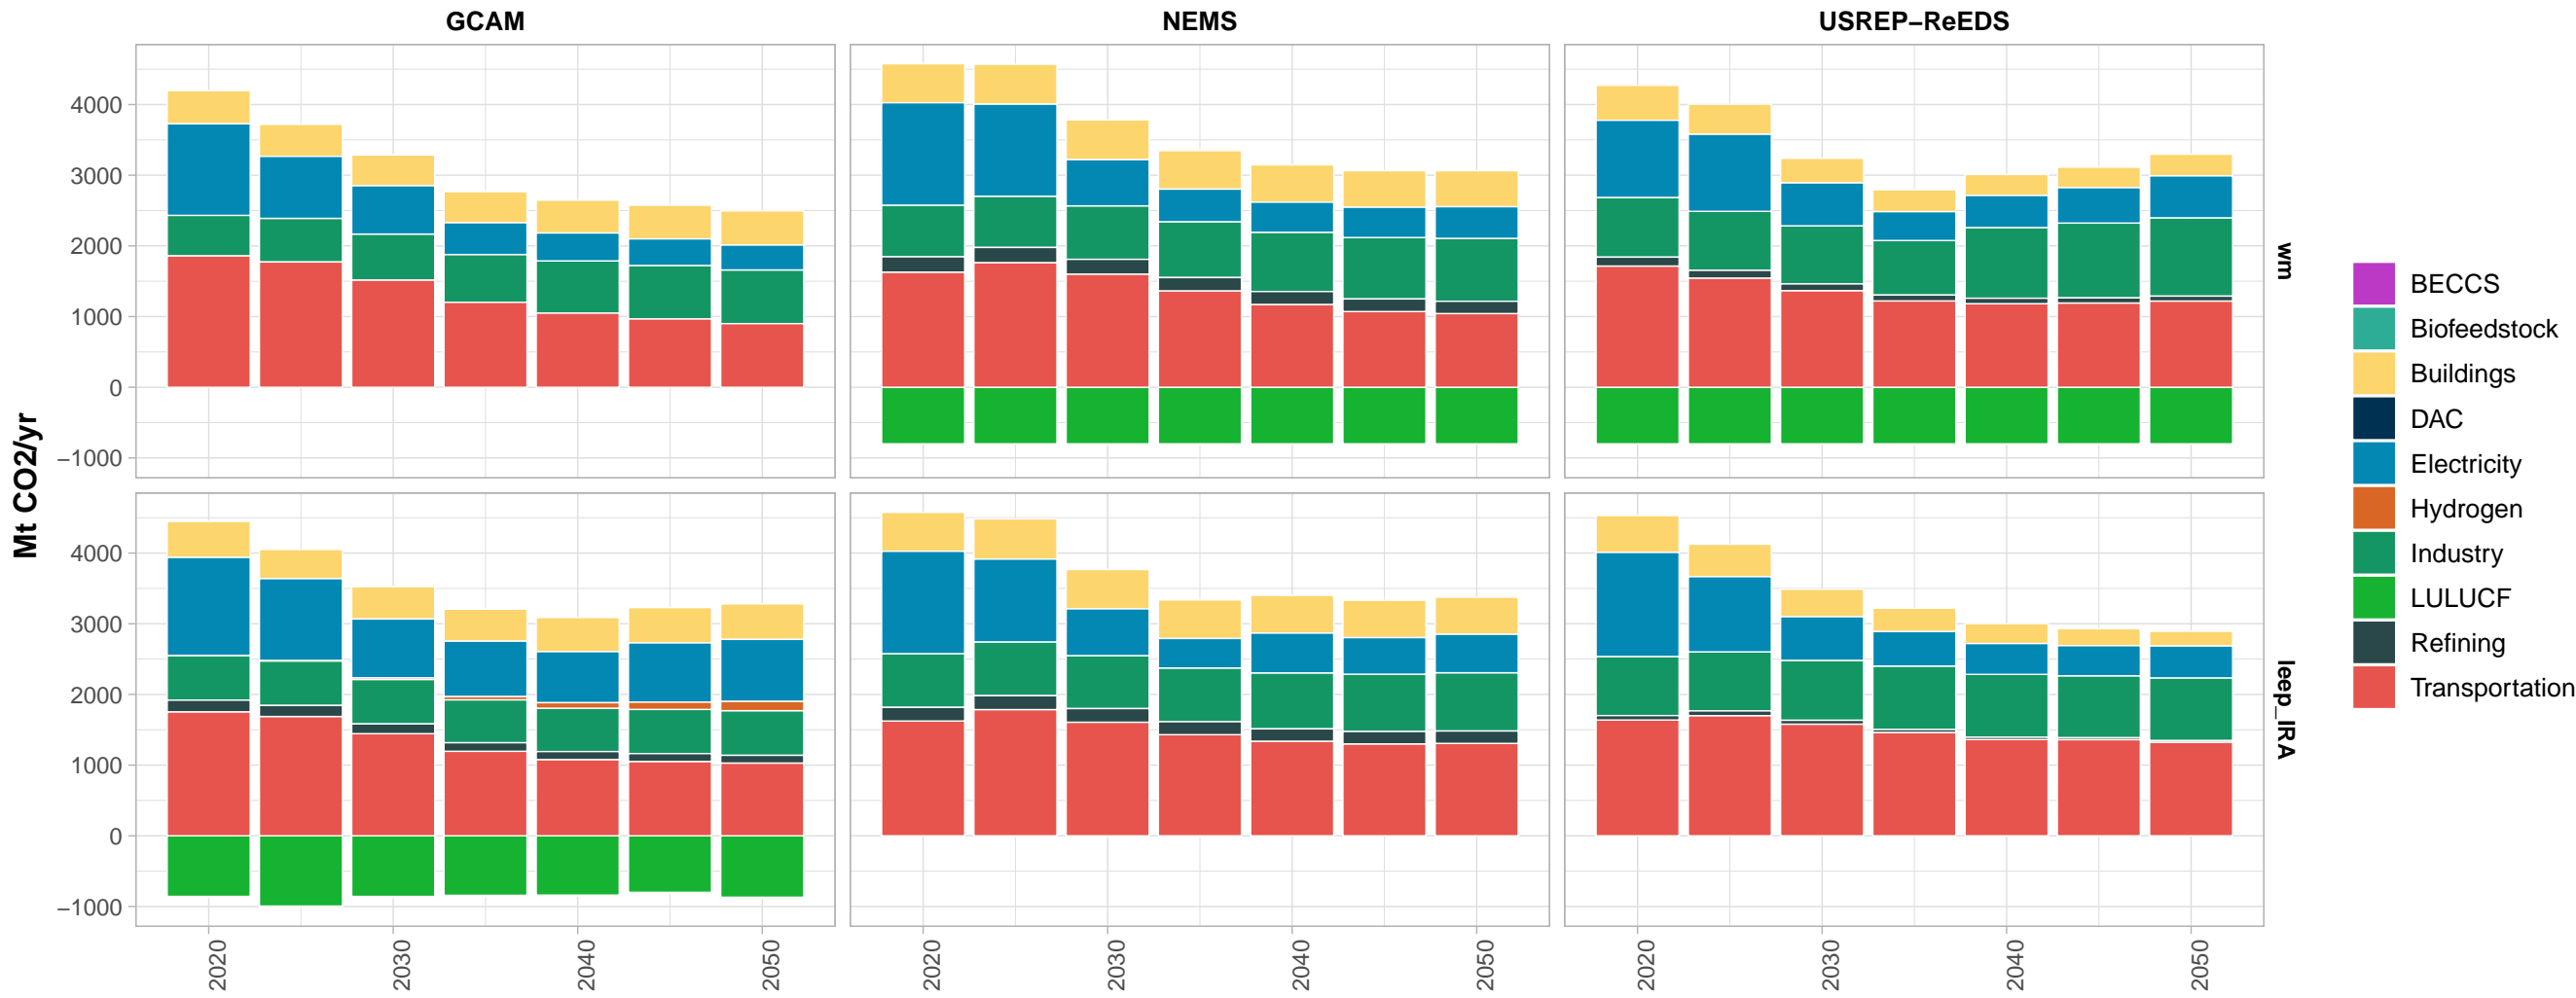 GCAM
NEMS
USREP−ReEDS
Mt CO2/yr
4000
3000
2000
1000
0
−1000
wm
4000
3000
2000
1000
0
−1000
leep_IRA
2020
2030
2040
2050
2020
2030
2040
2050
2020
2030
2040
2050
BECCS
Biofeedstock
Buildings
DAC
Electricity
Hydrogen
Industry
LULUCF
Refining
Transportation